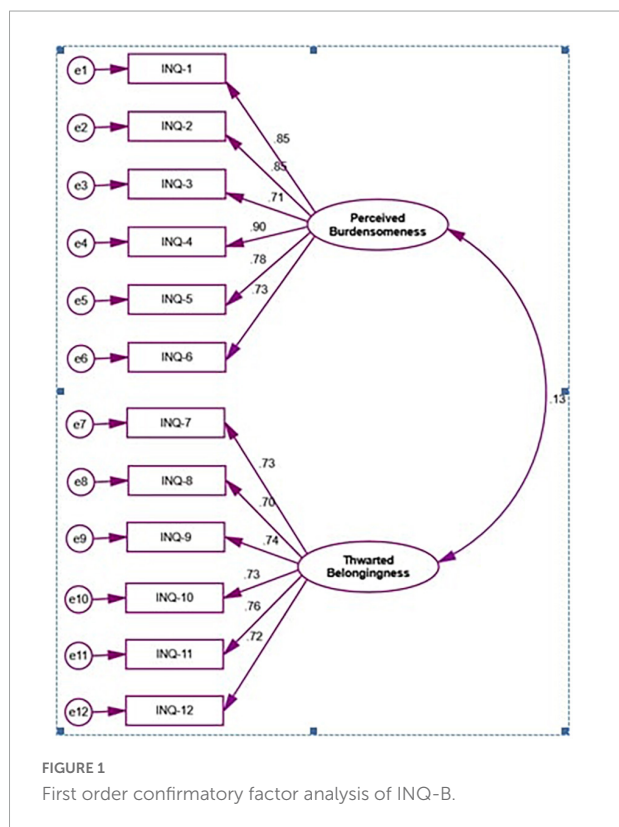 e1
INQ-1
e2
INQ-2
.85
.85
e3
INQ-3
.71
e4
INQ-4
.90
Perceived
Burdensomeness
e5
INQ-5
.78
e6
INQ-6
.73
.13
e7
INQ-7
.73
e8
INQ-8
.70
e9
INQ-9
.74
e10
INQ-10
.73
Thwarted
Belongingness
e11
INQ-11
.76
e12
INQ-12
.72
FIGURE 1
First order confirmatory factor analysis of INQ-B.